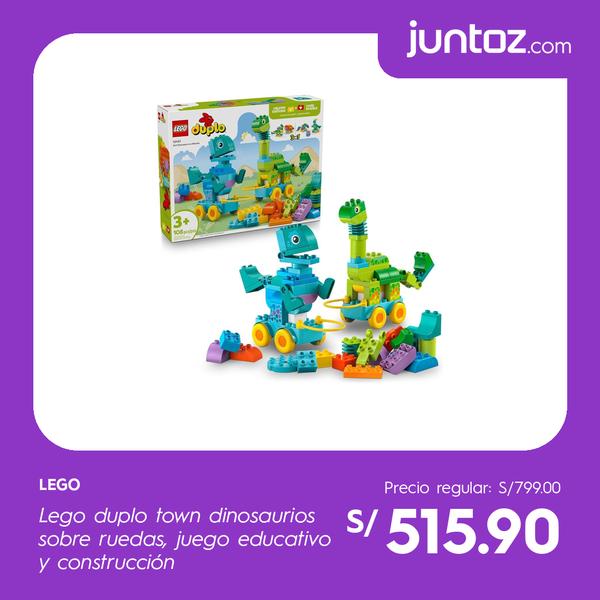 juntoz.com
LEGO duplo
3+
108
LEGO
Precio regular: S/799.00
Lego duplo town dinosaurios
sobre ruedas, juego educativo
y construcción
S/ 515.90